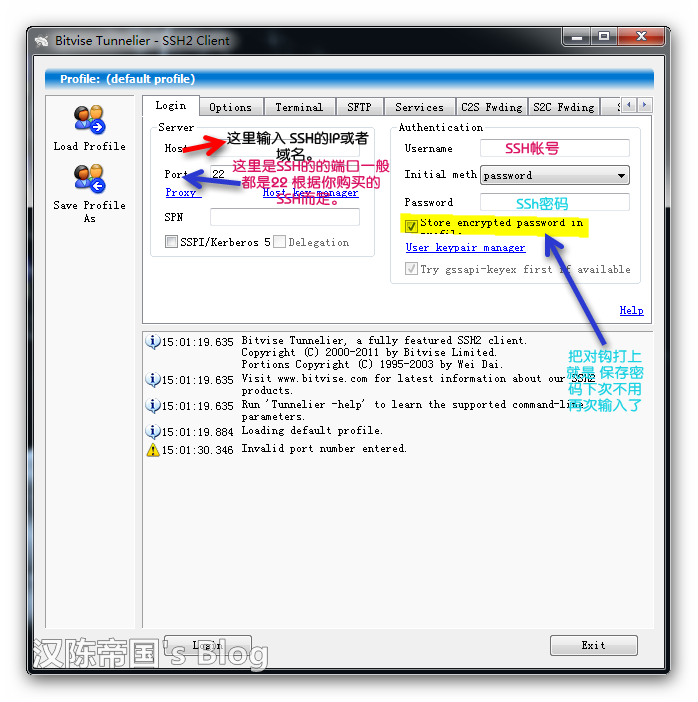 Bitvise Tunnelier - SSH2 Client
Profile: (default profile)
Load Profile
Save Profile
As
Login
Options
Terminal
SFTP
Services
C2S Fwding
S2C Fwding
Server
Host
这里输入 SSH的IP或者
域名。
Port
22
这里是SSH的的端口一般
都是22 根据你购买的
SSH而定。
Proxy
Host key manager
SPN
SSPI/Kerberos 5
Delegation
Authentication
Username
SSH帐号
Initial meth
password
Password
SSh密码
Store encrypted password in
profile
User keypair manager
Try gssapi-keyex first if available
Help
把对钩打上
就是 保存密
码下次不用
再次输入了
15:01:19.635 Bitvise Tunnelier, a fully featured SSH2 client.
Copyright (C) 2000-2011 by Bitvise Limited.
Portions Copyright (C) 1995-2003 by Wei Dai.
15:01:19.635 Visit www.bitvise.com for latest information about our SSH2
products.
15:01:19.635 Run 'Tunnelier -help' to learn the supported command-line
parameters.
15:01:19.884 Loading default profile.
15:01:30.346 Invalid port number entered.
汉陈帝国's Blog
Login
Exit